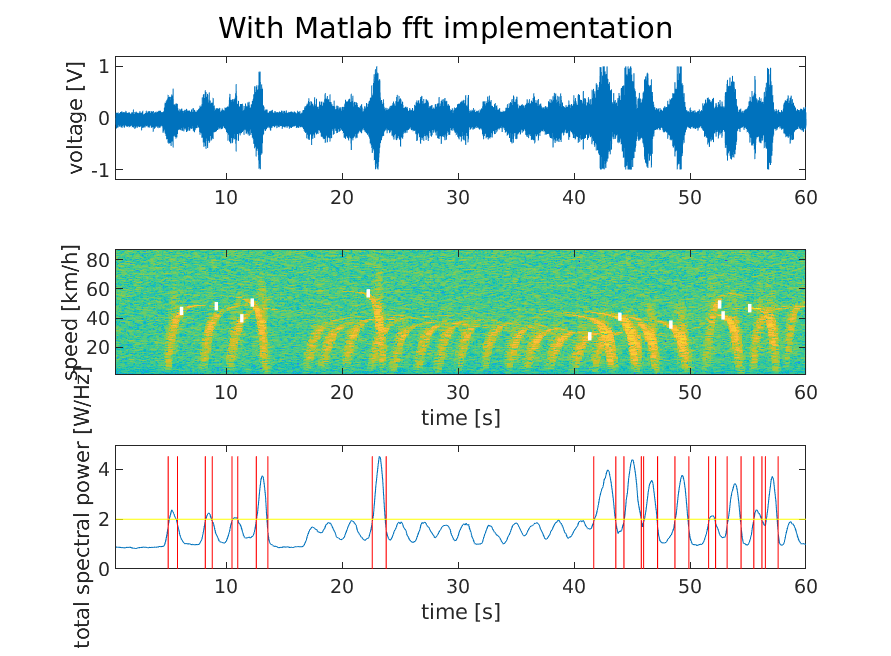 With Matlab fft implementation
voltage [V]
1
0
-1
10 20 30 40 50 60
speed [km/h]
80
60
40
20
10 20 30 40 50 60
time [s]
total spectral power [W/Hz]
4
2
0
10 20 30 40 50 60
time [s]